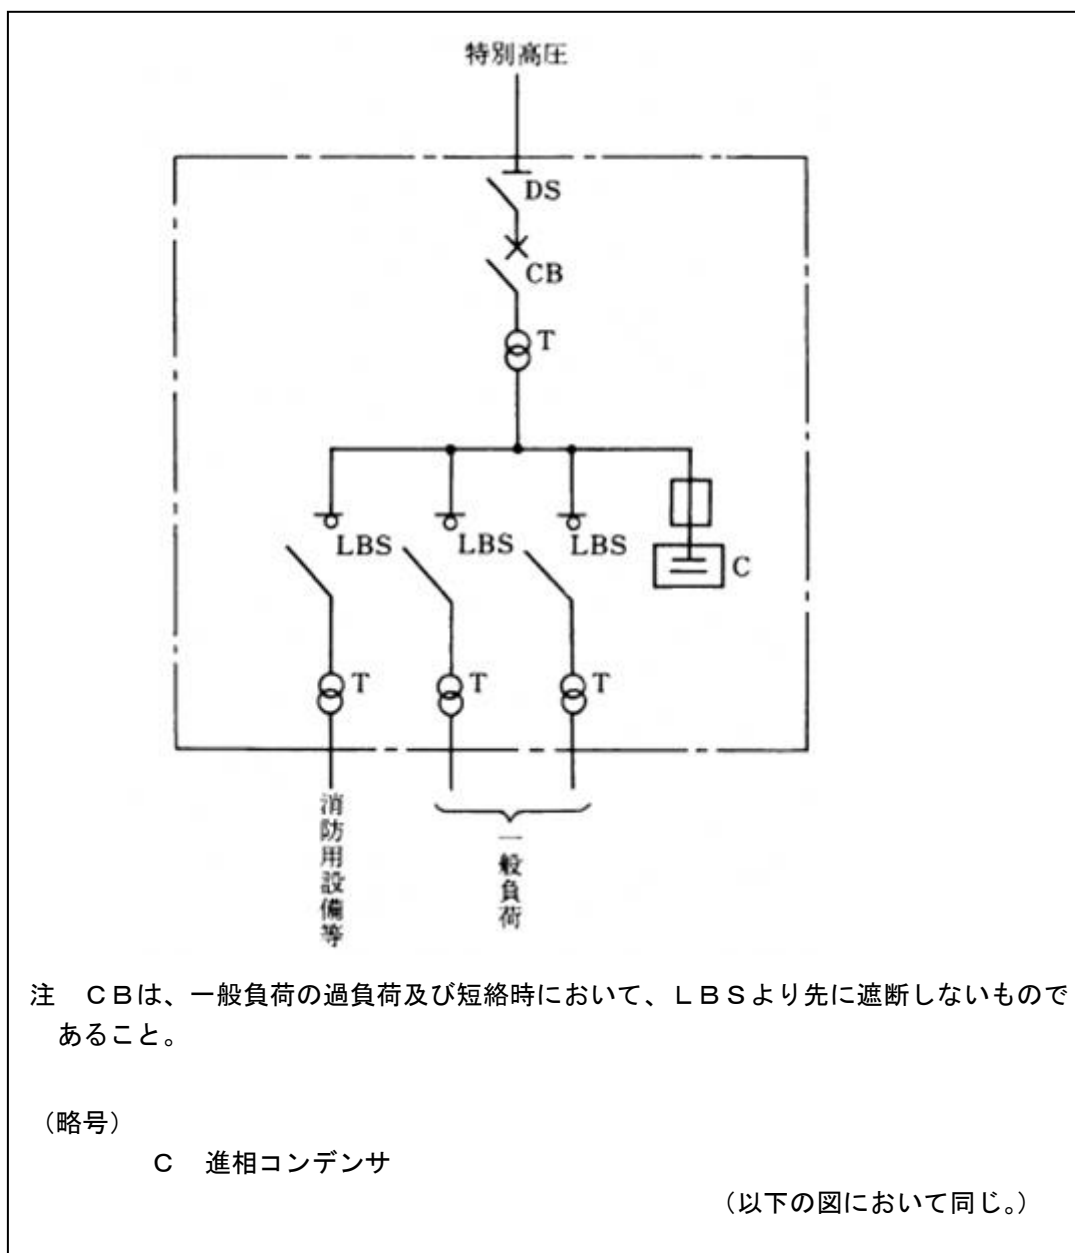 特別高圧
DS
CB
T
LBS
LBS
LBS
C
T
T
T
消防用設備等
一般負荷
注　ＣＢは、一般負荷の過負荷及び短絡時において、ＬＢＳより先に遮断しないもので
あること。
（略号）
Ｃ　進相コンデンサ
（以下の図において同じ。）